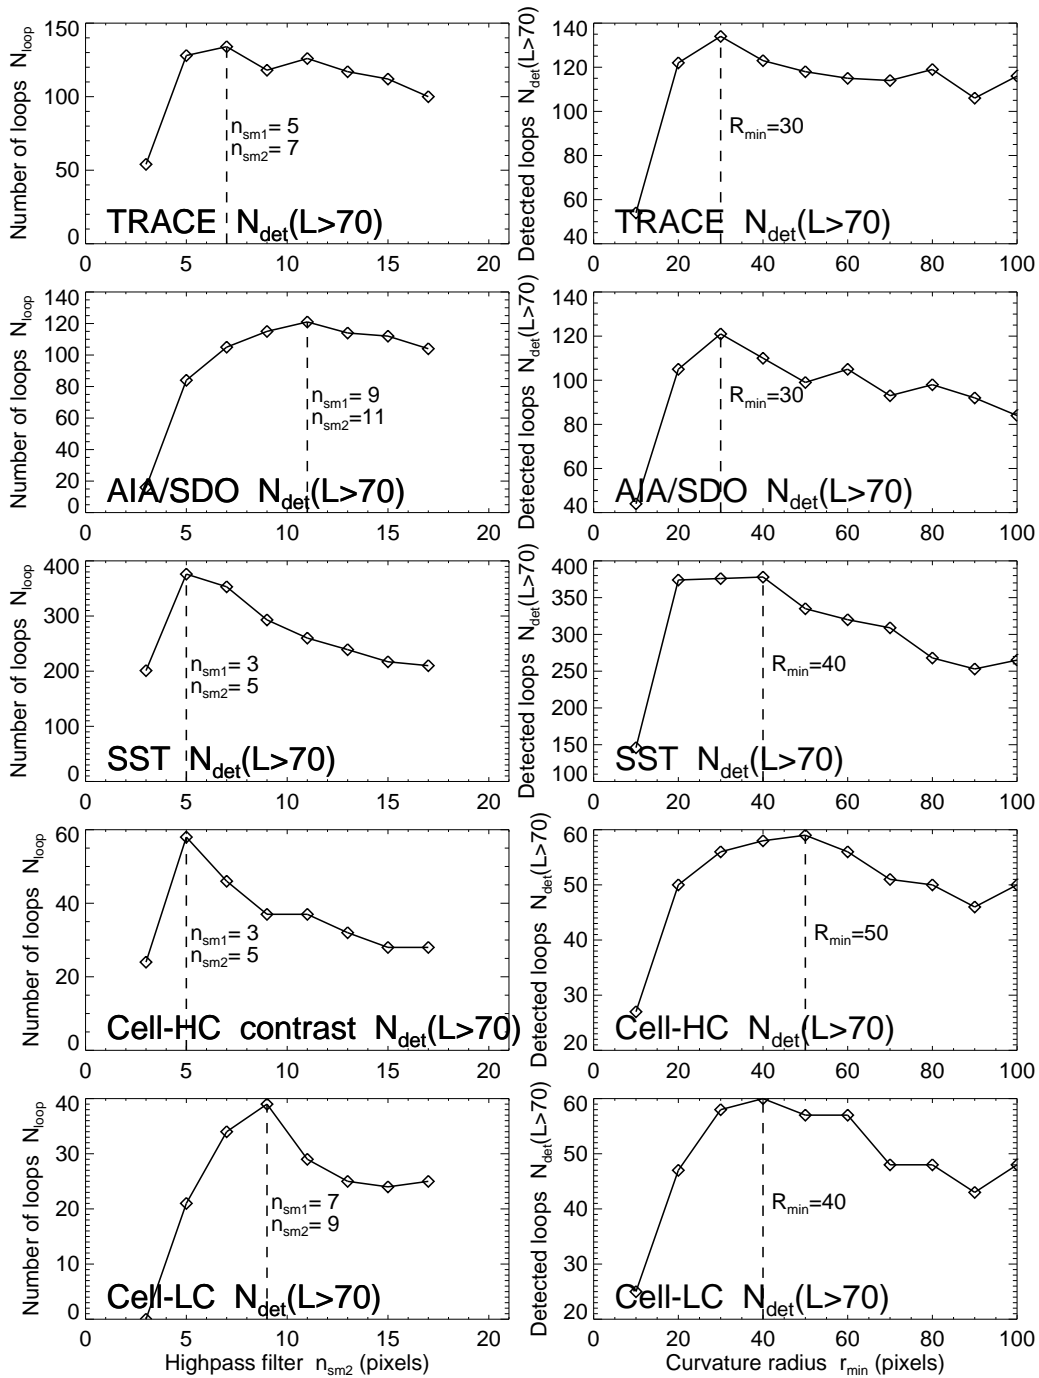 Number of loops N_loop
150
100
50
0
n_sm1= 5
n_sm2= 7
TRACE N_det(L>70)
0 5 10 15 20
Detected loops N_det(L>70)
140
120
100
80
60
40
R_min=30
TRACE N_det(L>70)
0 20 40 60 80 100
Number of loops N_loop
140
120
100
80
60
40
20
0
n_sm1= 9
n_sm2=11
AIA/SDO N_det(L>70)
0 5 10 15 20
Detected loops N_det(L>70)
140
120
100
80
60
40
R_min=30
AIA/SDO N_det(L>70)
0 20 40 60 80 100
Number of loops N_loop
400
300
200
100
0
n_sm1= 3
n_sm2= 5
SST N_det(L>70)
0 5 10 15 20
Detected loops N_det(L>70)
400
350
300
250
200
150
100
R_min=40
SST N_det(L>70)
0 20 40 60 80 100
Number of loops N_loop
60
40
20
0
n_sm1= 3
n_sm2= 5
Cell-HC contrast N_det(L>70)
0 5 10 15 20
Detected loops N_det(L>70)
60
50
40
30
20
R_min=50
Cell-HC N_det(L>70)
0 20 40 60 80 100
Number of loops N_loop
40
30
20
10
0
n_sm1= 7
n_sm2= 9
Cell-LC N_det(L>70)
0 5 10 15 20
Highpass filter n_sm2 (pixels)
Detected loops N_det(L>70)
60
50
40
30
20
R_min=40
Cell-LC N_det(L>70)
0 20 40 60 80 100
Curvature radius r_min (pixels)